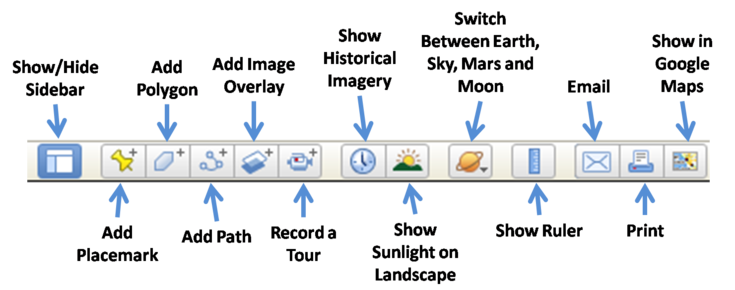 Show/Hide
Sidebar
Add
Polygon
Add Image
Overlay
Show
Historical
Imagery
Switch
Between Earth,
Sky, Mars and
Moon
Email
Show in
Google
Maps
Add
Placemark
Add Path
Record a
Tour
Show
Sunlight on
Landscape
Show Ruler
Print